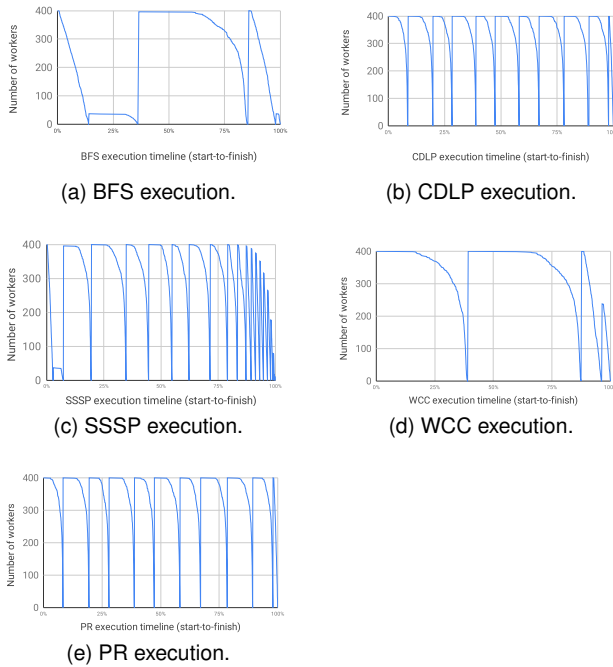 Number of workers
400
300
200
100
0
0% 25% 50% 75% 100%
BFS execution timeline (start-to-finish)
(a) BFS execution.
Number of workers
400
300
200
100
0
0% 25% 50% 75% 100%
CDLP execution timeline (start-to-finish)
(b) CDLP execution.
Number of workers
400
300
200
100
0
0% 25% 50% 75% 100%
SSSP execution timeline (start-to-finish)
(c) SSSP execution.
Number of workers
400
300
200
100
0
0% 25% 50% 75% 100%
WCC execution timeline (start-to-finish)
(d) WCC execution.
Number of workers
400
300
200
100
0
0% 25% 50% 75% 100%
PR execution timeline (start-to-finish)
(e) PR execution.